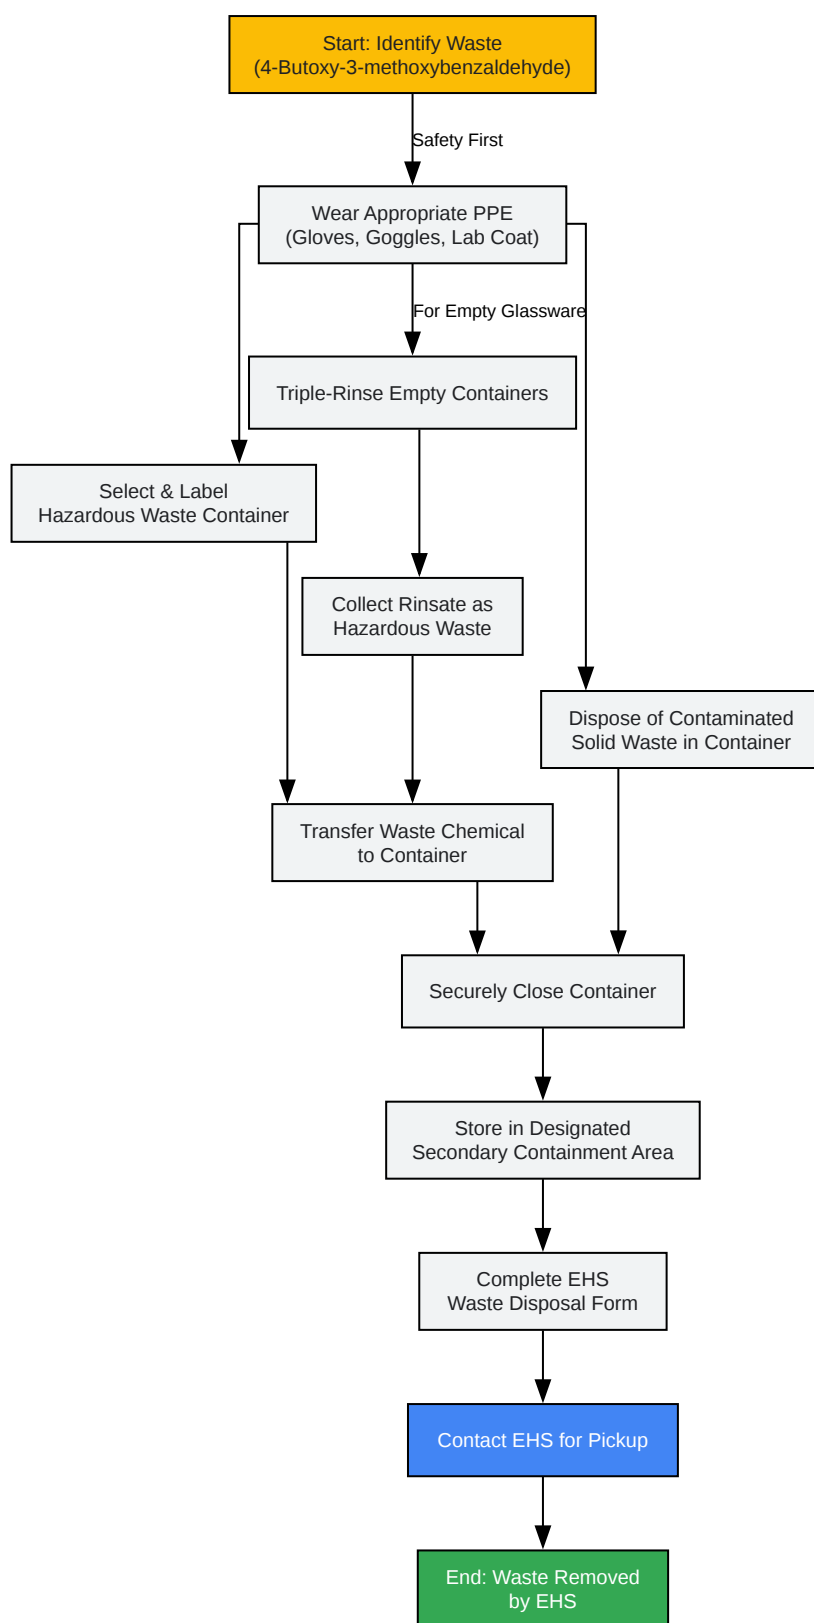 Start: Identify Waste
(4-Butoxy-3-methoxybenzaldehyde)
Safety First
Wear Appropriate PPE
(Gloves, Goggles, Lab Coat)
For Empty Glassware
Triple-Rinse Empty Containers
Select & Label
Hazardous Waste Container
Collect Rinsate as
Hazardous Waste
Dispose of Contaminated
Solid Waste in Container
Transfer Waste Chemical
to Container
Securely Close Container
Store in Designated
Secondary Containment Area
Complete EHS
Waste Disposal Form
Contact EHS for Pickup
End: Waste Removed
by EHS